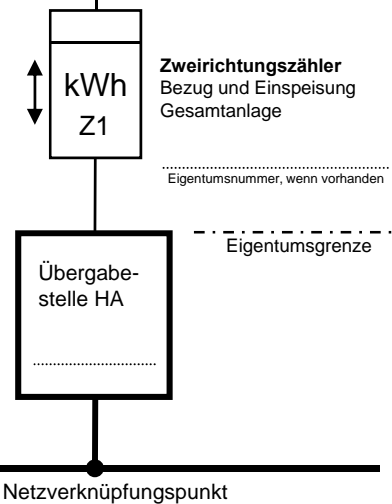 kWh
Z1
Zweirichtungszähler
Bezug und Einspeisung
Gesamtanlage
Eigentumsnummer, wenn vorhanden
Eigentumsgrenze
Übergabe-
stelle HA
Netzverknüpfungspunkt